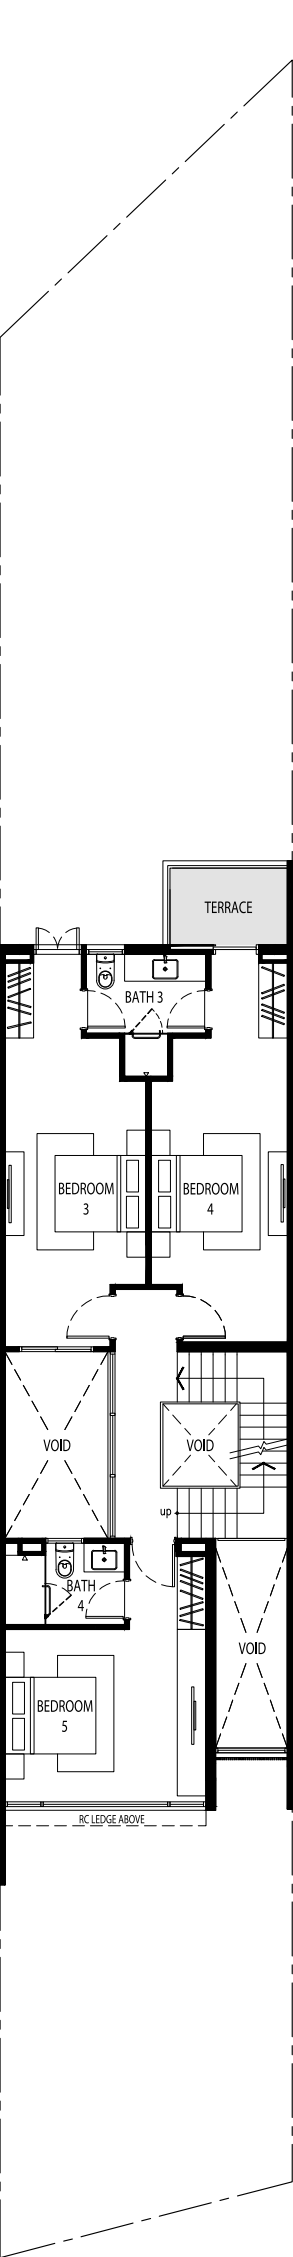 TERRACE
BATH 3
BEDROOM
3
BEDROOM
4
VOID
VOID
up
BATH
4
VOID
BEDROOM
5
RC LEDGE ABOVE